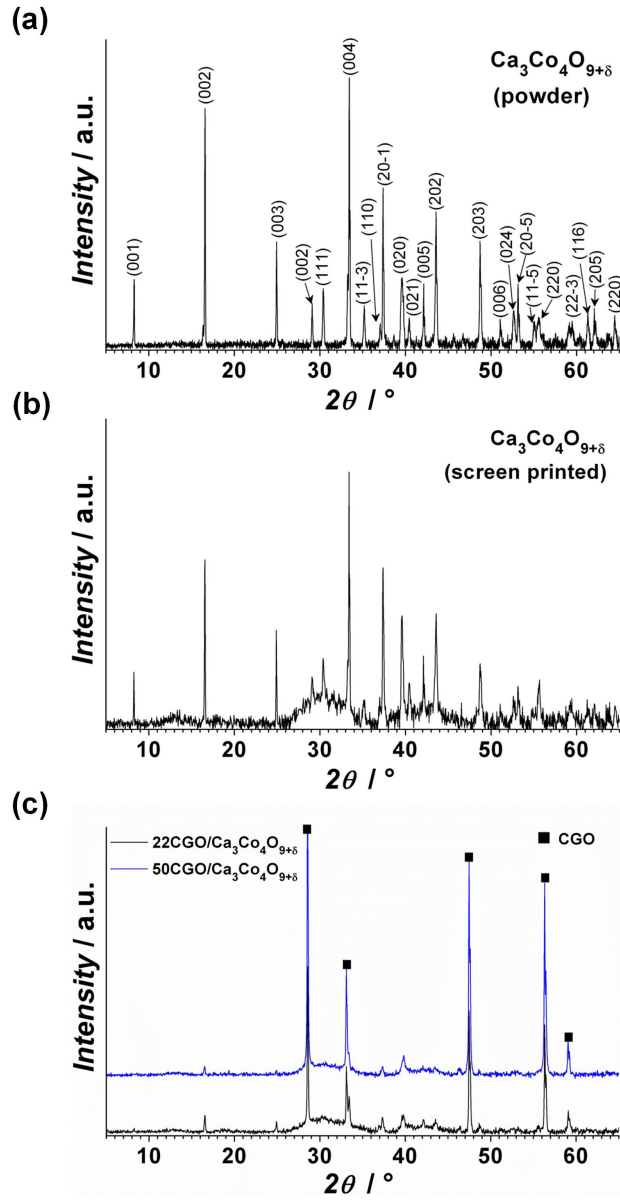 (a)
Ca₃Co₄O₉₊δ
(powder)
Intensity / a.u.
(001)
(002)
(003)
(002)
(111)
(004)
(11-3)
(110)
(20-1)
(020)
(021)
(005)
(202)
(203)
(006)
(024)
(20-5)
(11-5)
(220)
(22-3)
(116)
(205)
(220)
10 20 30 40 50 60
2θ / °
(b)
Ca₃Co₄O₉₊δ
(screen printed)
Intensity / a.u.
10 20 30 40 50 60
2θ / °
(c)
22CGO/Ca₃Co₄O₉₊δ
50CGO/Ca₃Co₄O₉₊δ
CGO
Intensity / a.u.
10 20 30 40 50 60
2θ / °